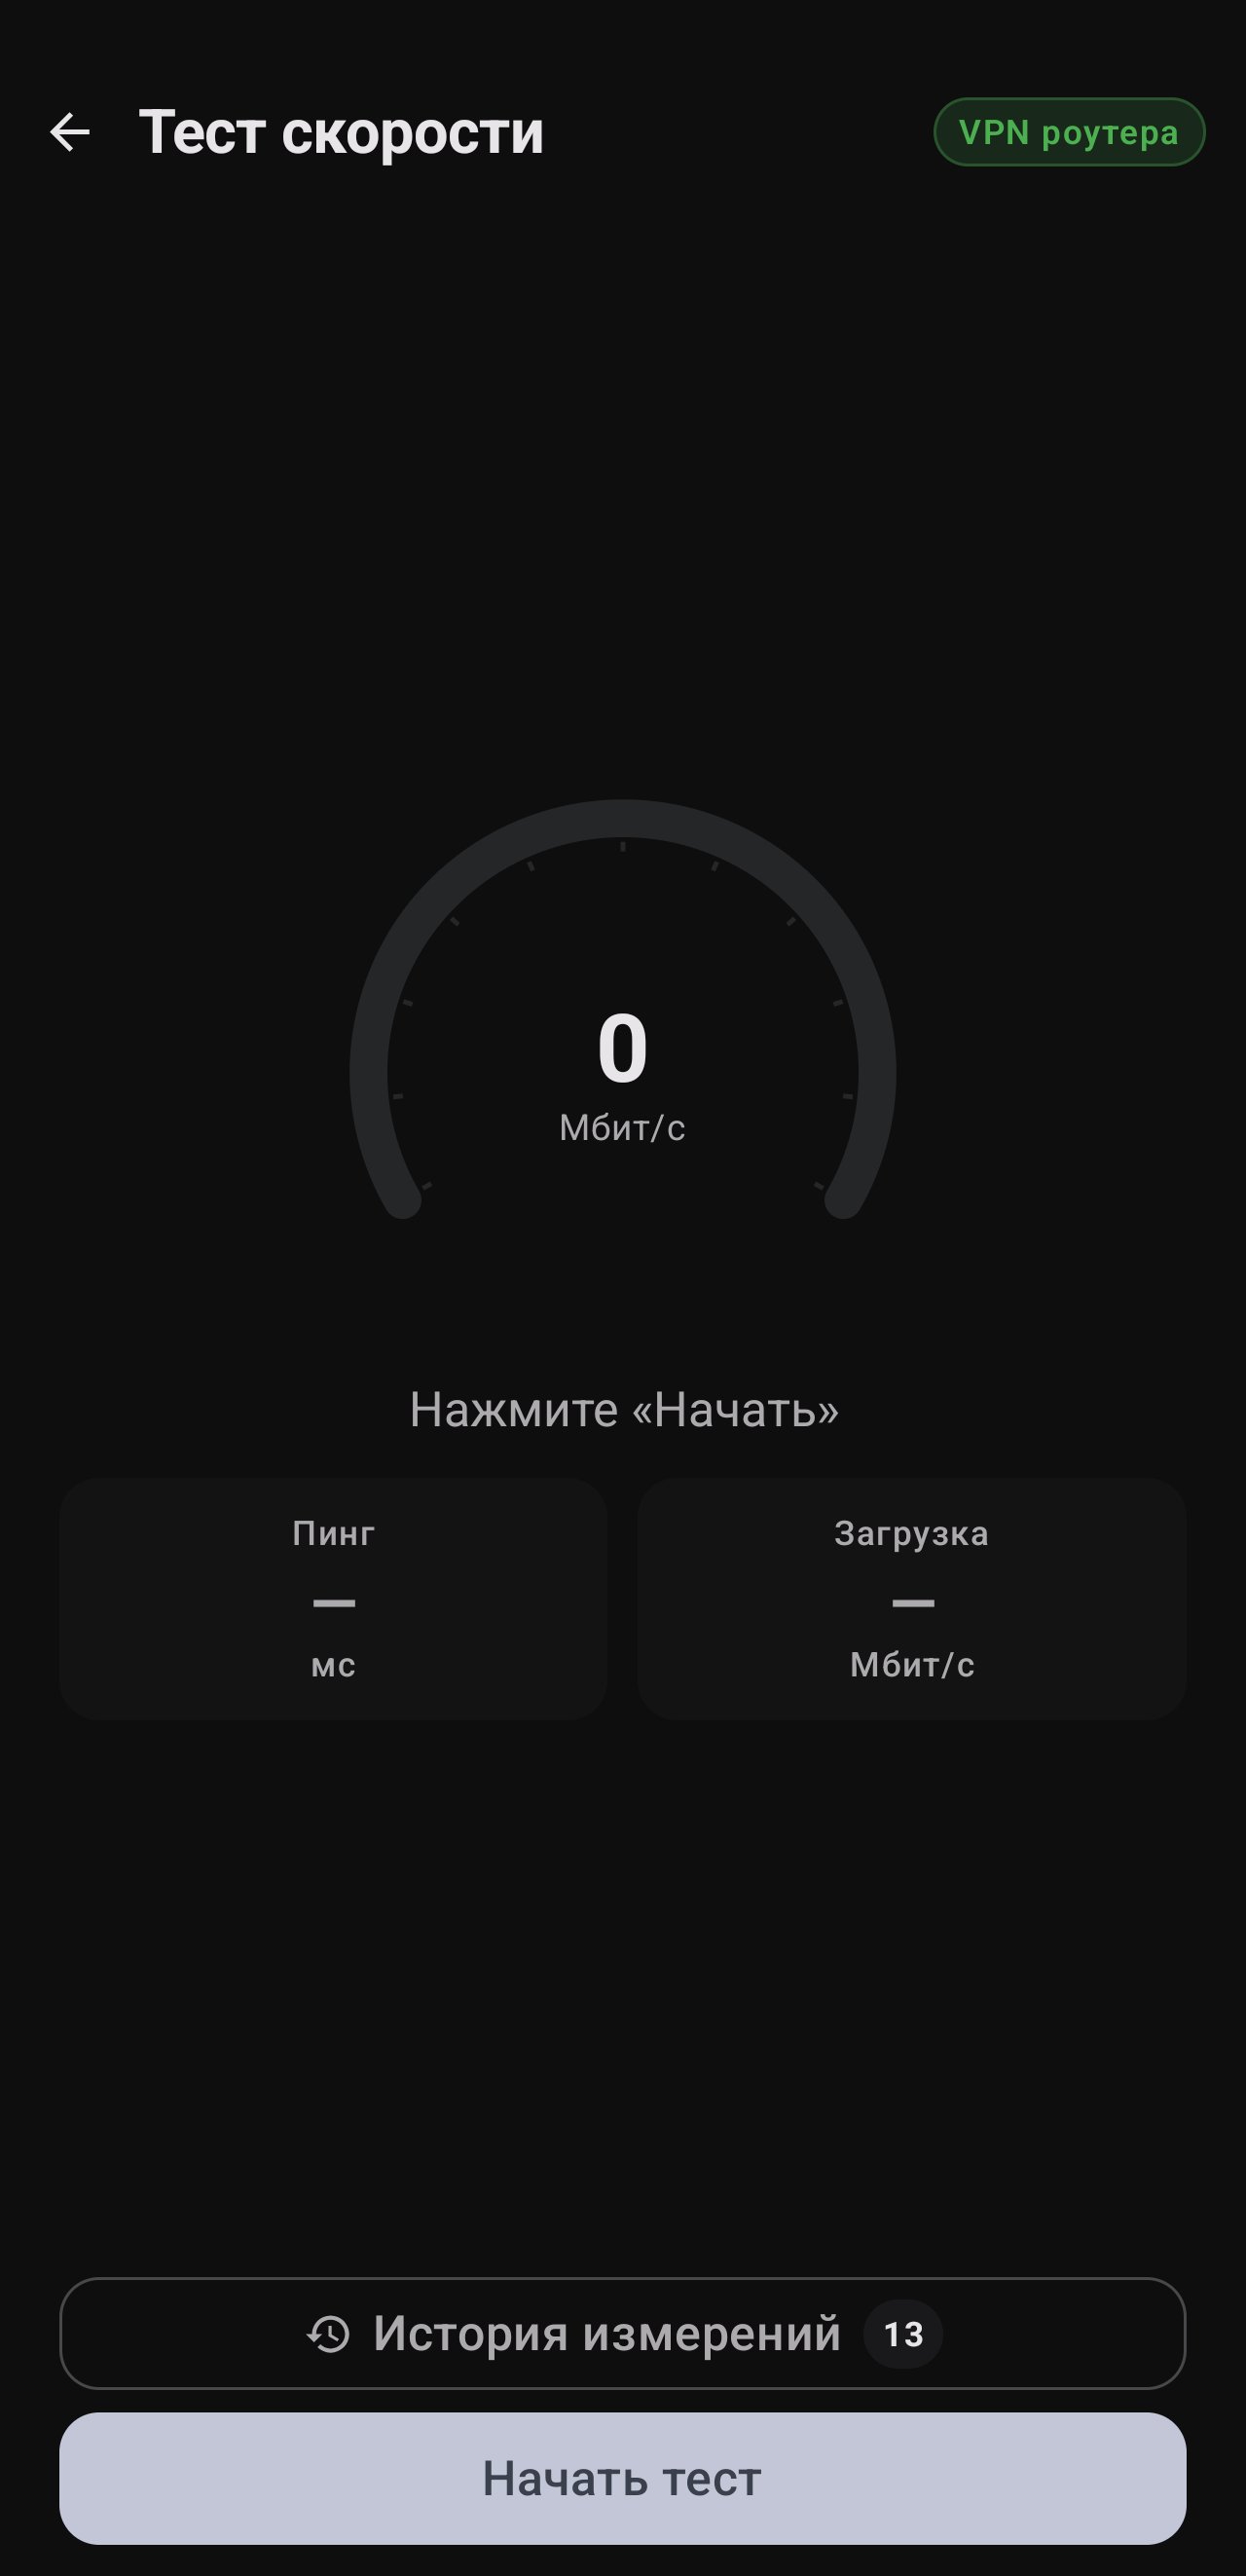 Тест скорости
VPN роутера
0
Мбит/с
Нажмите «Начать»
Пинг
—
мс
Загрузка
—
Мбит/с
История измерений 13
Начать тест